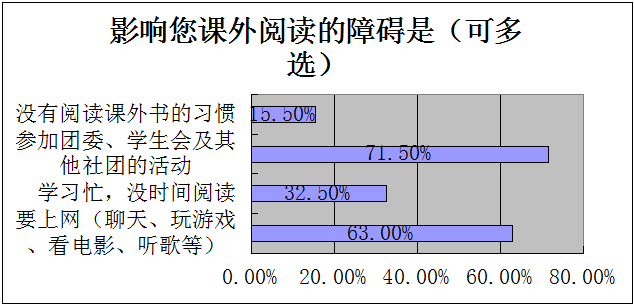 影响您课外阅读的障碍是（可多
选）
没有阅读课外书的习惯
15.50%
参加团委、学生会及其
他社团的活动
71.50%
学习忙，没时间阅读
32.50%
要上网（聊天、玩游戏
、看电影、听歌等）
63.00%
0.00% 20.00% 40.00% 60.00% 80.00%